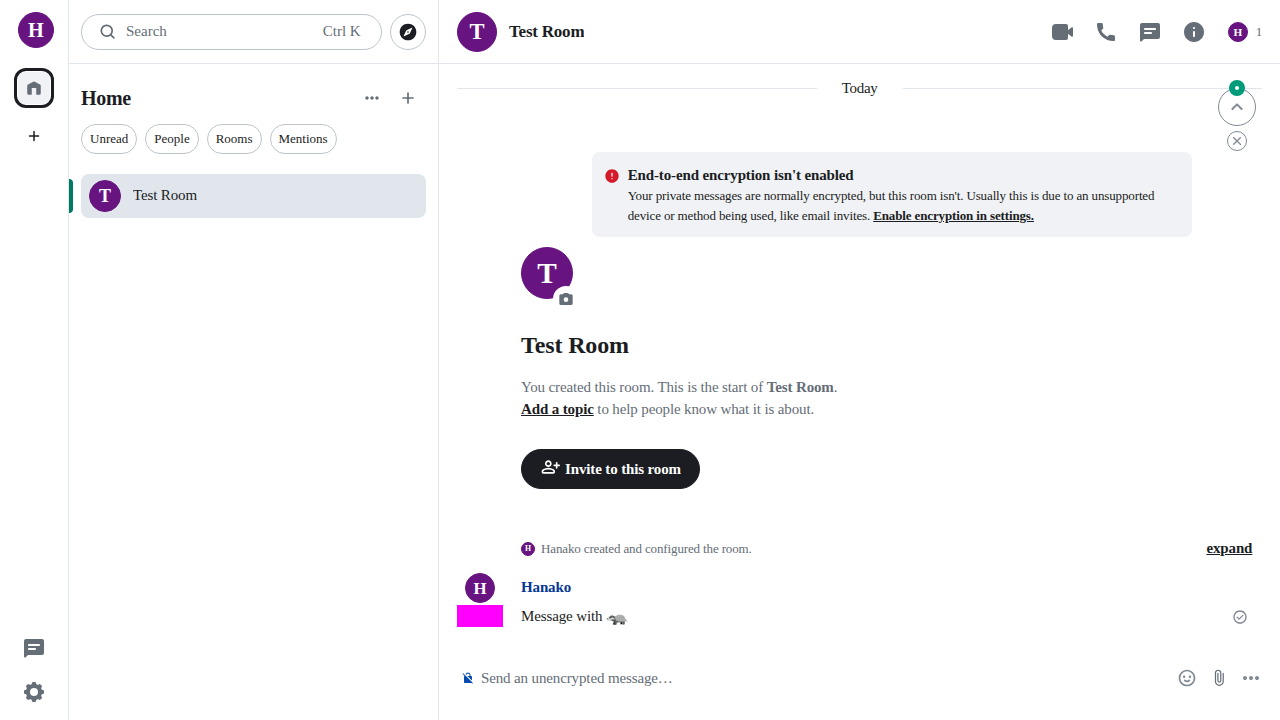 H
Search Ctrl K
T Test Room
H 1
Home
Today
Unread People Rooms Mentions
T Test Room
End-to-end encryption isn't enabled
Your private messages are normally encrypted, but this room isn't. Usually this is due to an unsupported
device or method being used, like email invites. Enable encryption in settings.
T
Test Room
You created this room. This is the start of Test Room.
Add a topic to help people know what it is about.
Invite to this room
H Hanako created and configured the room. expand
H Hanako
Message with 🦡
Send an unencrypted message…